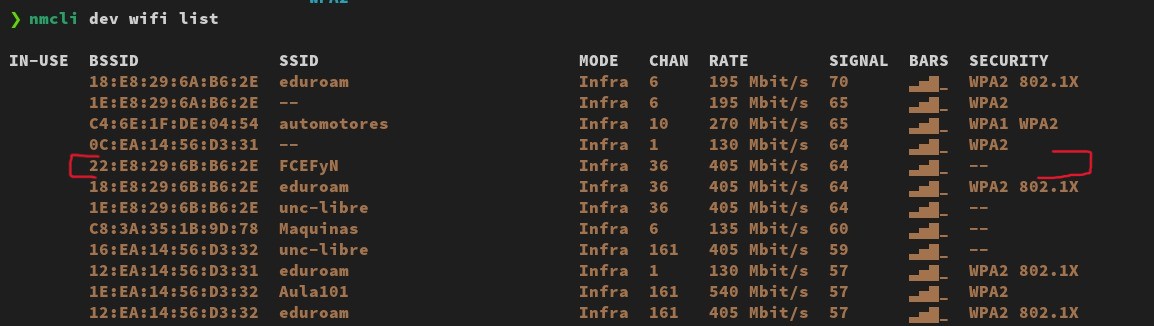 WPA2
❯ nmcli dev wifi list
IN-USE BSSID SSID MODE CHAN RATE SIGNAL BARS SECURITY
18:E8:29:6A:B6:2E eduroam Infra 6 195 Mbit/s 70 ▂▄▆_ WPA2 802.1X
1E:E8:29:6A:B6:2E -- Infra 6 195 Mbit/s 65 ▂▄▆_ WPA2
C4:6E:1F:DE:04:54 automotores Infra 10 270 Mbit/s 65 ▂▄▆_ WPA1 WPA2
0C:EA:14:56:D3:31 -- Infra 1 130 Mbit/s 64 ▂▄▆_ WPA2
22:E8:29:6B:B6:2E FCEFyN Infra 36 405 Mbit/s 64 ▂▄▆_ --
18:E8:29:6B:B6:2E eduroam Infra 36 405 Mbit/s 64 ▂▄▆_ WPA2 802.1X
1E:E8:29:6B:B6:2E unc-libre Infra 36 405 Mbit/s 64 ▂▄▆_ --
C8:3A:35:1B:9D:78 Maquinas Infra 6 135 Mbit/s 60 ▂▄▆_ --
16:EA:14:56:D3:32 unc-libre Infra 161 405 Mbit/s 59 ▂▄▆_ --
12:EA:14:56:D3:31 eduroam Infra 1 130 Mbit/s 57 ▂▄▆_ WPA2 802.1X
1E:EA:14:56:D3:32 Aula101 Infra 161 540 Mbit/s 57 ▂▄▆_ WPA2
12:EA:14:56:D3:32 eduroam Infra 161 405 Mbit/s 57 ▂▄▆_ WPA2 802.1X